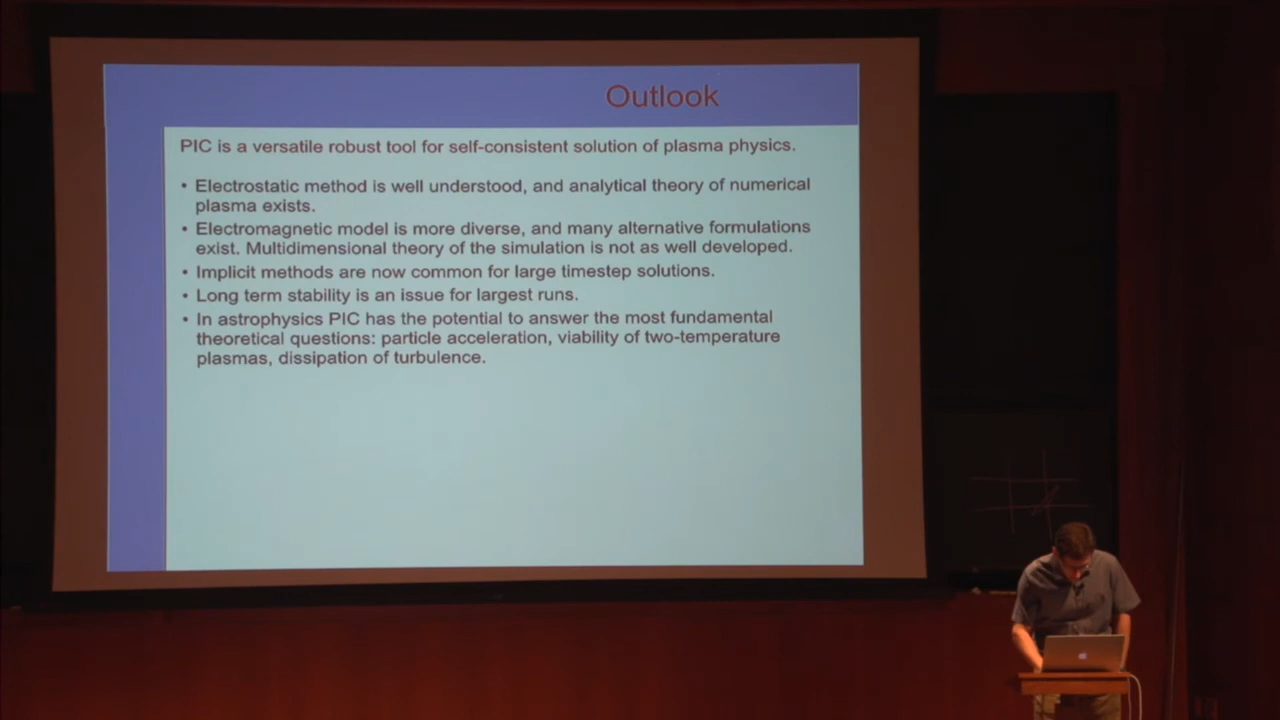 Outlook
PIC is a versatile robust tool for self-consistent solution of plasma physics.
• Electrostatic method is well understood, and analytical theory of numerical
plasma exists.
• Electromagnetic model is more diverse, and many alternative formulations
exist. Multidimensional theory of the simulation is not as well developed.
• Implicit methods are now common for large timestep solutions.
• Long term stability is an issue for largest runs.
• In astrophysics PIC has the potential to answer the most fundamental
theoretical questions: particle acceleration, viability of two-temperature
plasmas, dissipation of turbulence.